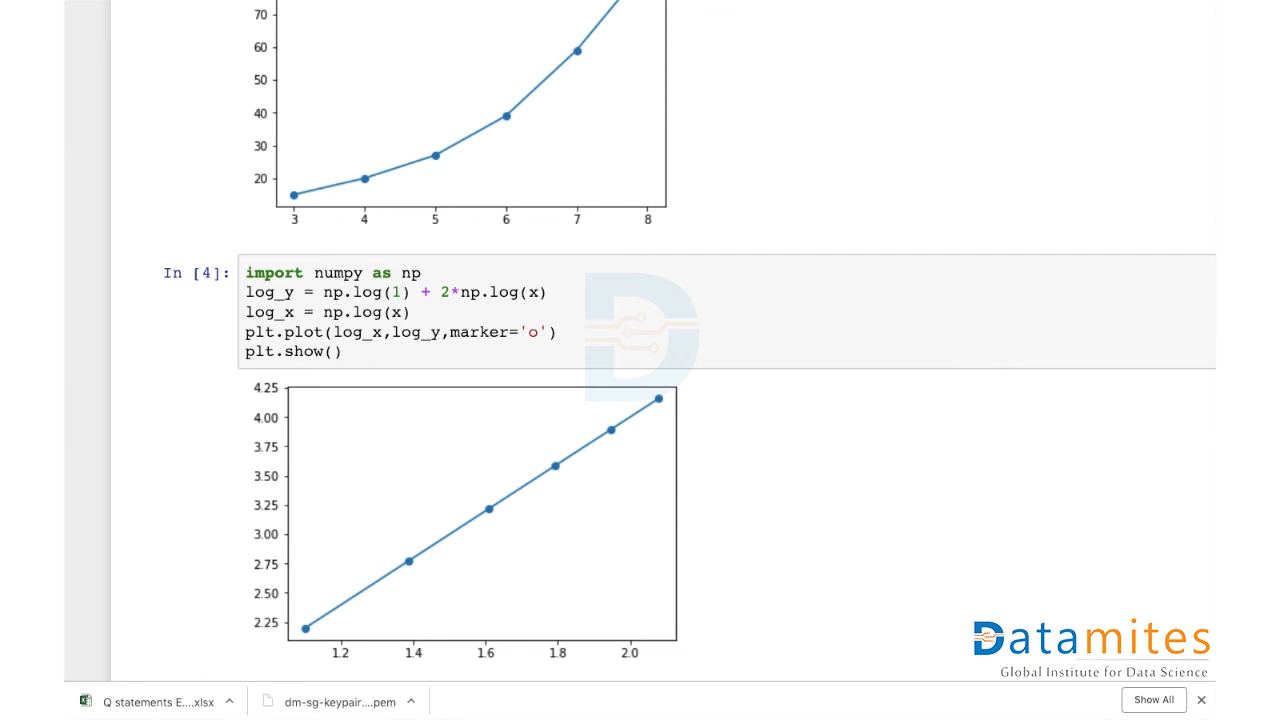 70
60
50
40
30
20
3 4 5 6 7 8
In [4]: import numpy as np
log_y = np.log(1) + 2*np.log(x)
log_x = np.log(x)
plt.plot(log_x,log_y,marker='o')
plt.show()
4.25
4.00
3.75
3.50
3.25
3.00
2.75
2.50
2.25
1.2 1.4 1.6 1.8 2.0
Datamites
Global Institute for Data Science
Q statements E....xlsx dm-sg-keypair....pem Show All